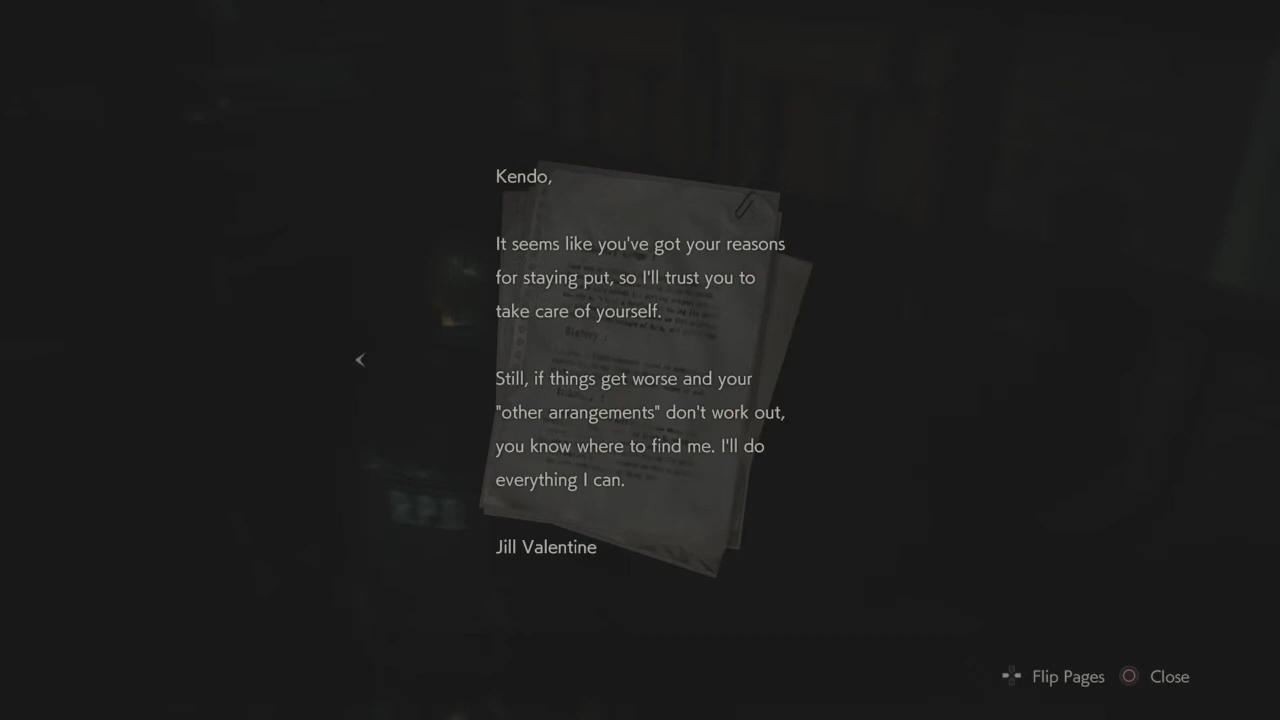 Kendo,
It seems like you've got your reasons
for staying put, so I'll trust you to
take care of yourself.
Still, if things get worse and your
"other arrangements" don't work out,
you know where to find me. I'll do
everything I can.
Jill Valentine
Flip Pages Close